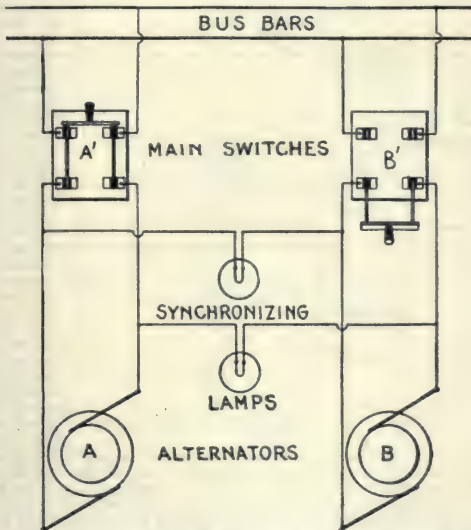 BUS BARS
A'
MAIN SWITCHES
B'
SYNCHRONIZING
LAMPS
A
ALTERNATORS
B